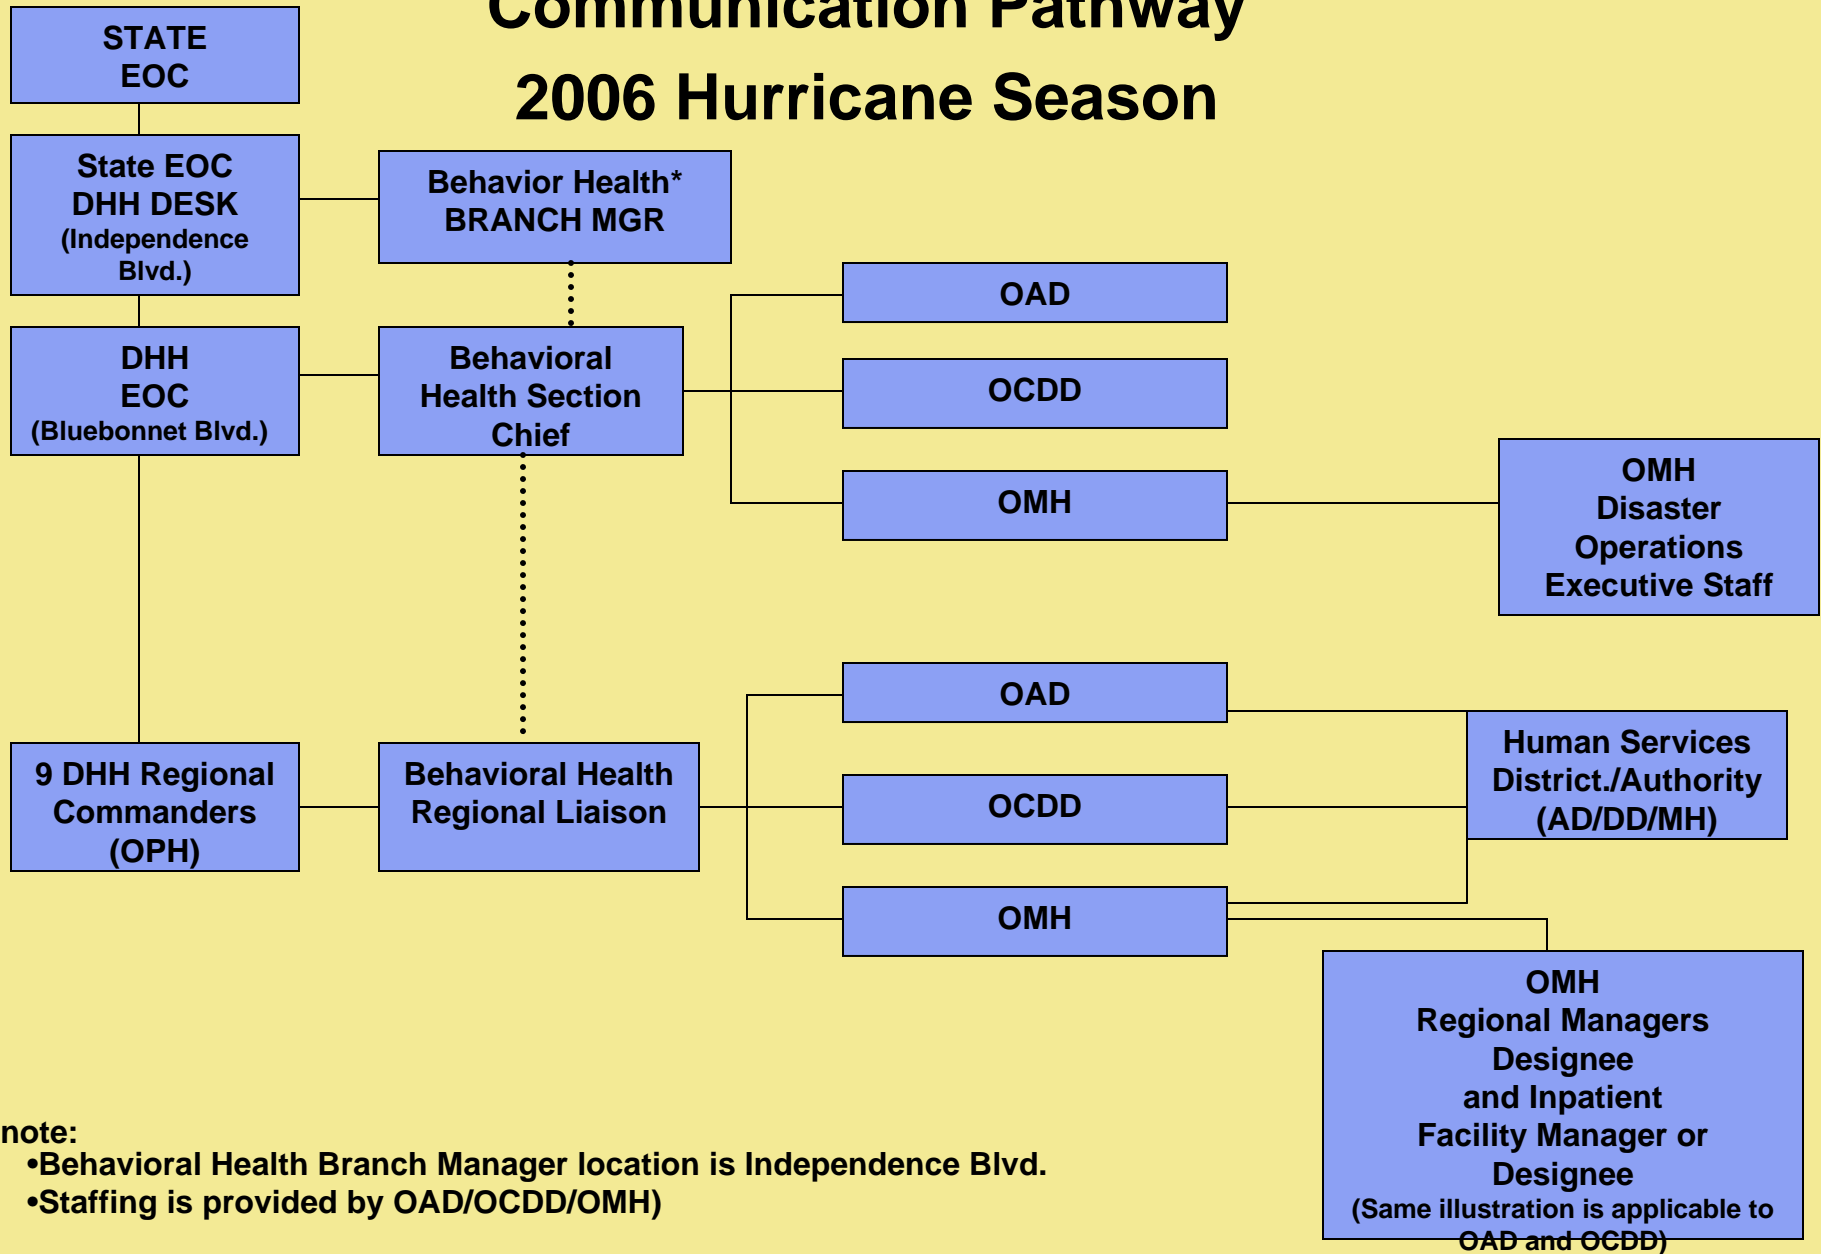 Communication Pathway
2006 Hurricane Season
STATE
EOC
State EOC
DHH DESK
(Independence
Blvd.)
Behavior Health*
BRANCH MGR
OAD
DHH
EOC
(Bluebonnet Blvd.)
Behavioral
Health Section
Chief
OCDD
OMH
OMH
Disaster
Operations
Executive Staff
OAD
9 DHH Regional
Commanders
(OPH)
Behavioral Health
Regional Liaison
OCDD
Human Services
District./Authority
(AD/DD/MH)
OMH
OMH
Regional Managers
Designee
and Inpatient
Facility Manager or
Designee
(Same illustration is applicable to
OAD and OCDD)
note:
•Behavioral Health Branch Manager location is Independence Blvd.
•Staffing is provided by OAD/OCDD/OMH)